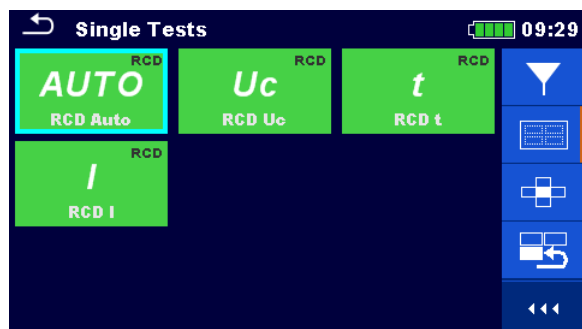 Single Tests
09:29
RCD
AUTO
RCD Auto
RCD
Uc
RCD Uc
RCD
t
RCD t
RCD
I
RCD I